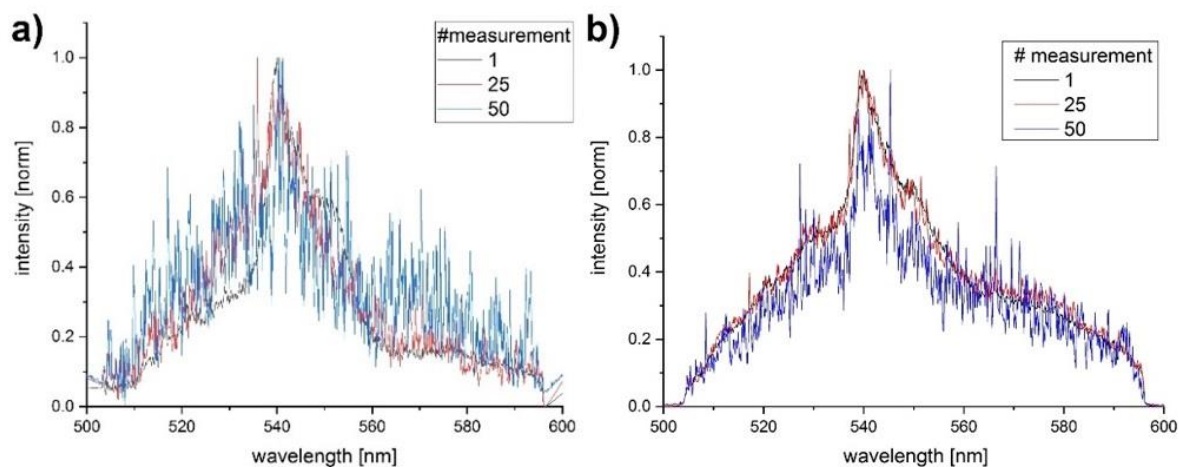 a)
#measurement
1
25
50
intensity [norm]
1.0
0.8
0.6
0.4
0.2
0.0
500 520 540 560 580 600
wavelength [nm]
b)
# measurement
1
25
50
intensity [norm]
1.0
0.8
0.6
0.4
0.2
0.0
500 520 540 560 580 600
wavelength [nm]